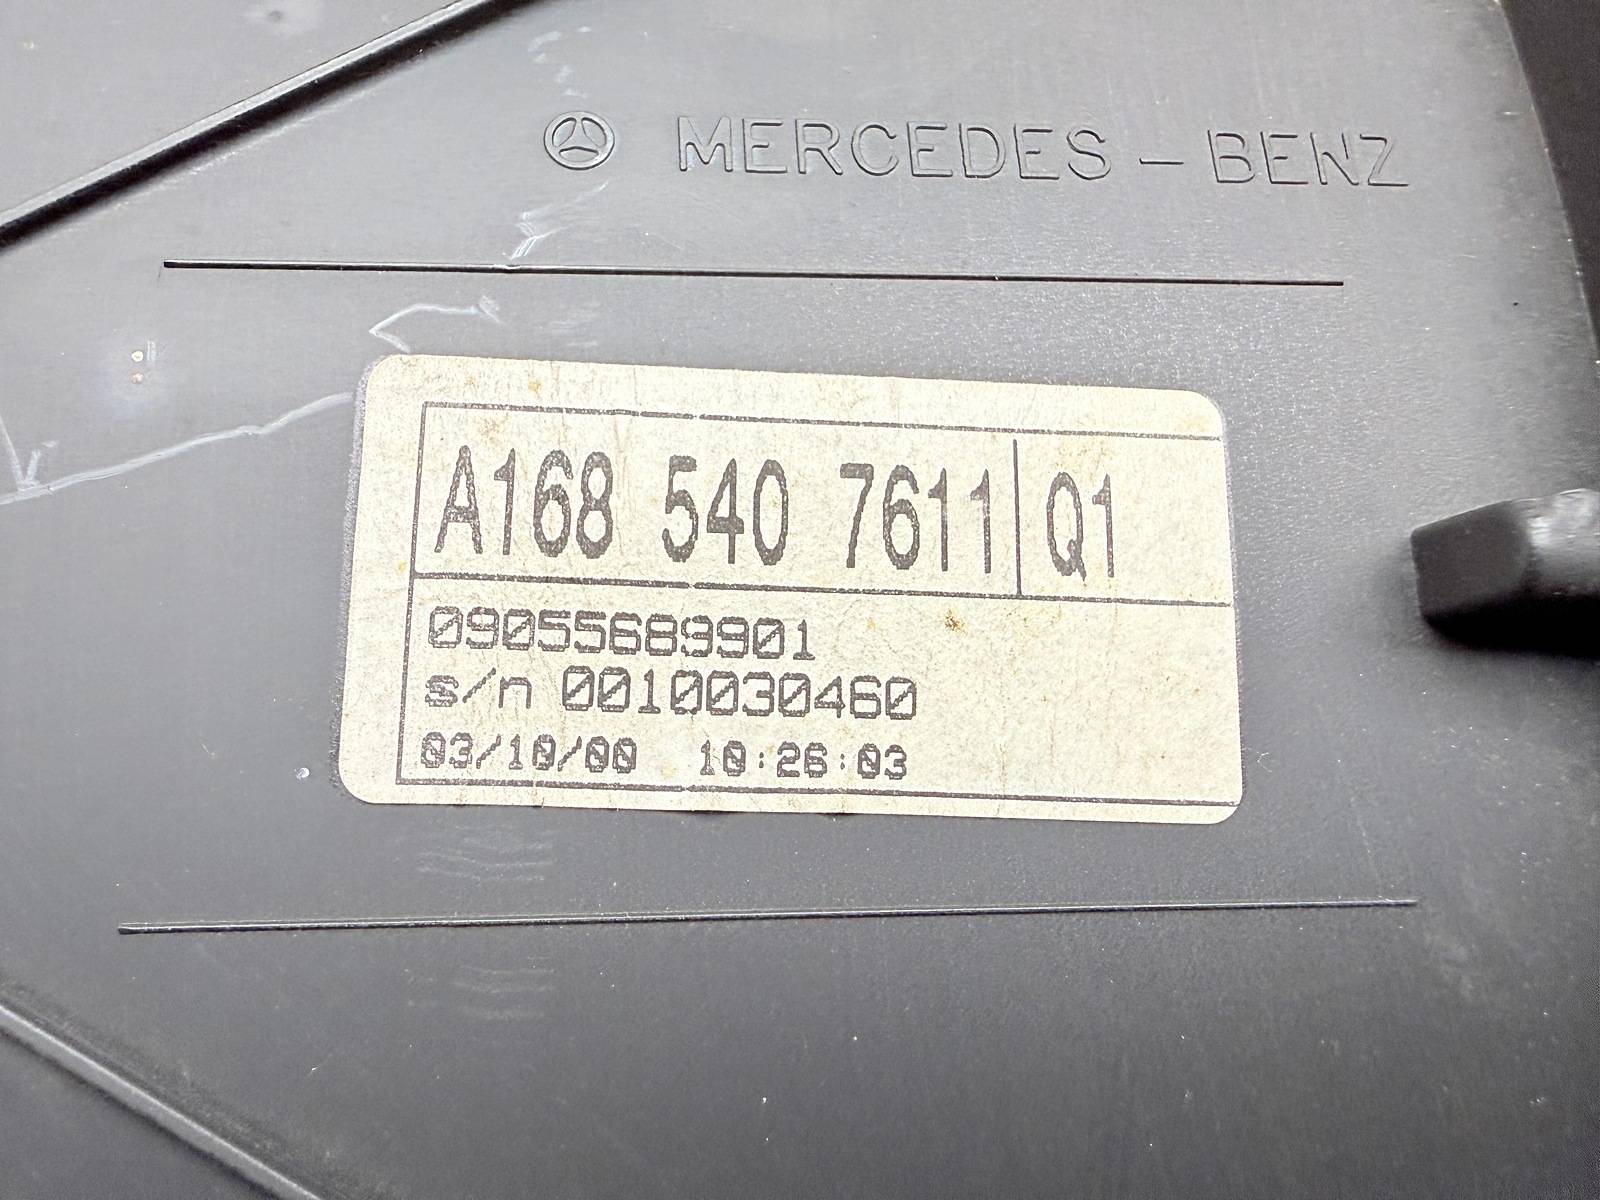 MERCEDES - BENZ
A168 540 7611 Q1
09055689901
s/n 0010030460
03/10/00 10:26:03